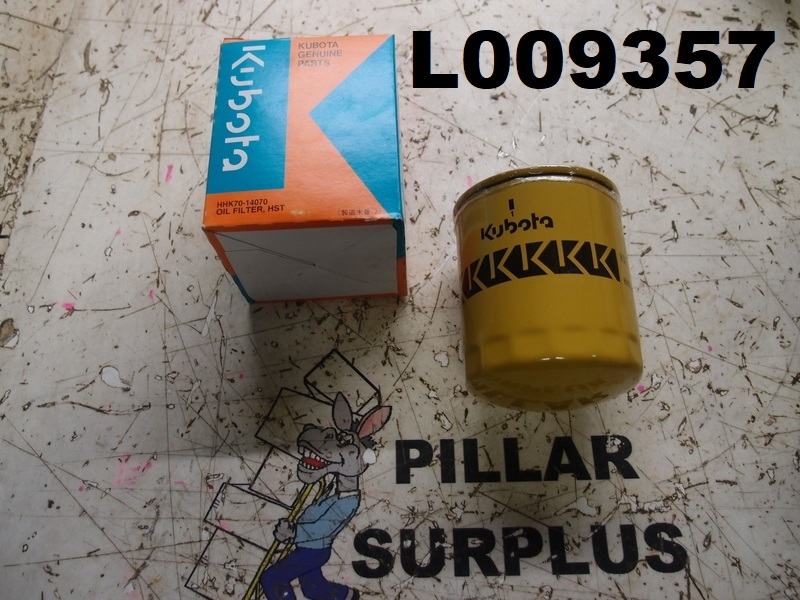 L009357
Kubota
KUBOTA
GENUINE
PARTS
HHK70-14070
OIL FILTER, HST
Kubota
PILLAR
SURPLUS